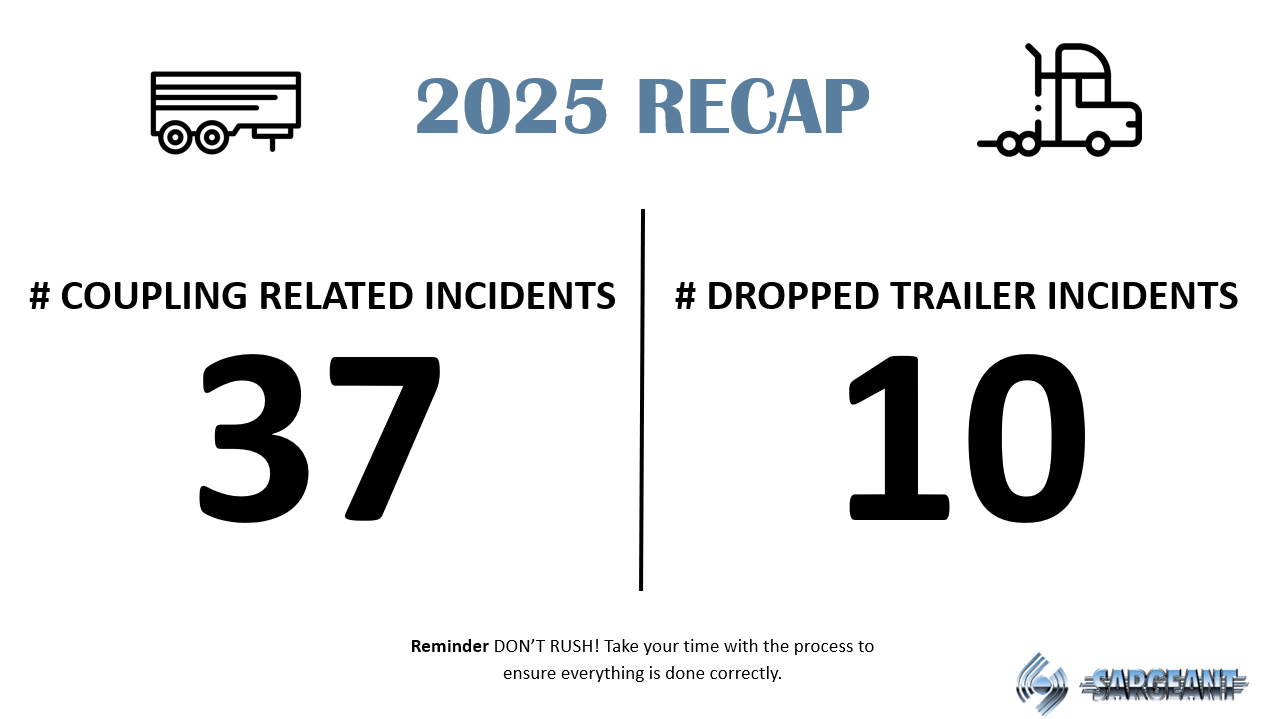 2025 RECAP
# COUPLING RELATED INCIDENTS
37
# DROPPED TRAILER INCIDENTS
10
Reminder DON’T RUSH! Take your time with the process to
ensure everything is done correctly.
SARGEANT